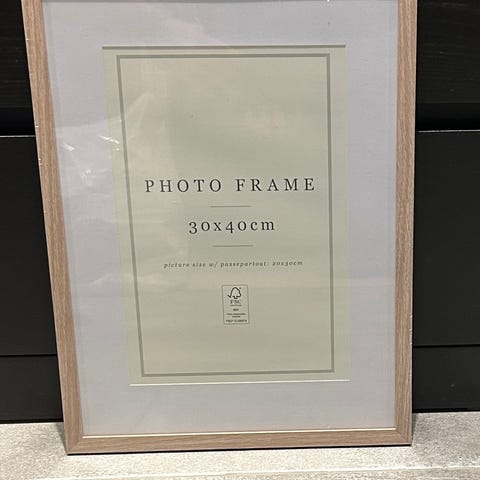 PHOTO FRAME
30x40cm
picture size w/ passepartout: 20x30cm
FSC